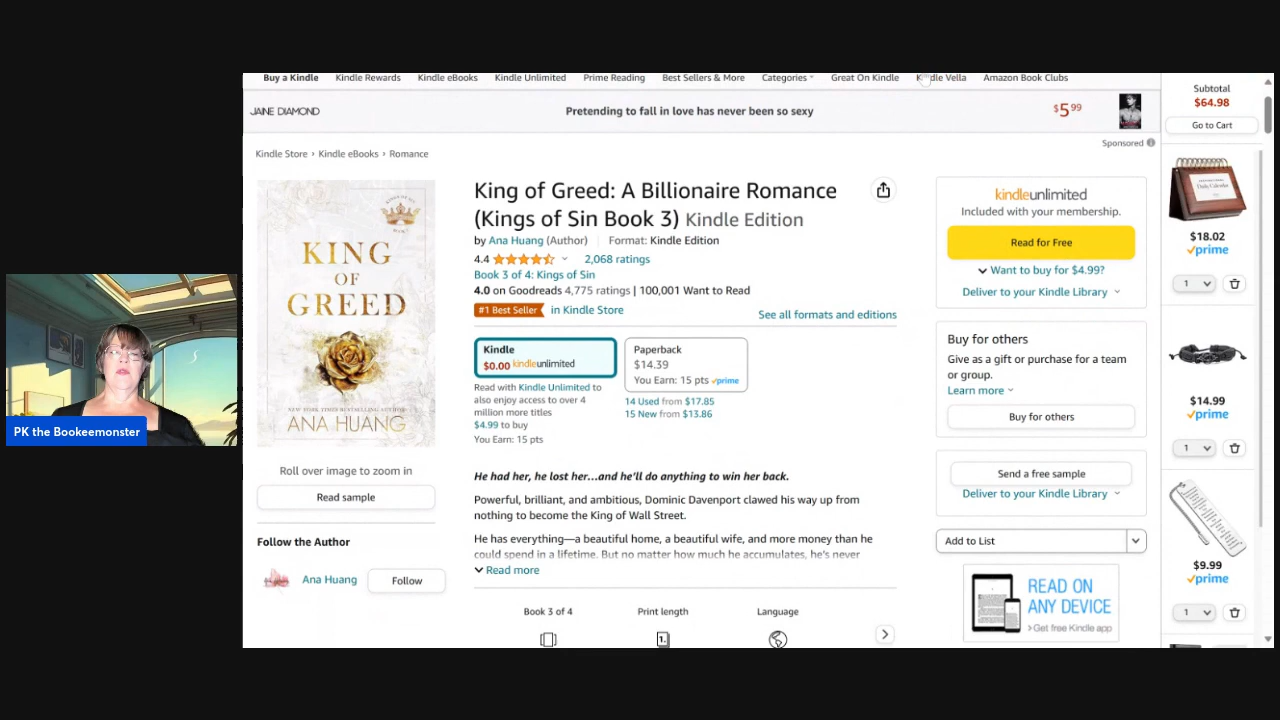 Buy a Kindle Kindle Rewards Kindle eBooks Kindle Unlimited Prime Reading Best Sellers & More Categories Great On Kindle Kindle Vella Amazon Book Clubs
JAINE DIAMOND Pretending to fall in love has never been so sexy $5 99
Sponsored
Kindle Store › Kindle eBooks › Romance
KINGS OF
KING
OF
GREED
NEW YORK TIMES BESTSELLING AUTHOR
ANA HUANG
Roll over image to zoom in
Read sample
Follow the Author
Ana Huang Follow
King of Greed: A Billionaire Romance
(Kings of Sin Book 3) Kindle Edition
by Ana Huang (Author) Format: Kindle Edition
4.4 2,068 ratings
Book 3 of 4: Kings of Sin
4.0 on Goodreads 4,775 ratings | 100,001 Want to Read
#1 Best Seller in Kindle Store
See all formats and editions
Kindle
$0.00 kindleunlimited
Read with Kindle Unlimited to
also enjoy access to over 4
million more titles
$4.99 to buy
You Earn: 15 pts
Paperback
$14.39
You Earn: 15 pts prime
14 Used from $17.85
15 New from $13.86
He had her, he lost her…and he'll do anything to win her back.
Powerful, brilliant, and ambitious, Dominic Davenport clawed his way up from
nothing to become the King of Wall Street.
He has everything—a beautiful home, a beautiful wife, and more money than he
could spend in a lifetime. But no matter how much he accumulates, he's never
Read more
Book 3 of 4 Print length Language
1.
kindleunlimited
Included with your membership.
Read for Free
Want to buy for $4.99?
Deliver to your Kindle Library
Buy for others
Give as a gift or purchase for a team
or group.
Learn more
Buy for others
Send a free sample
Deliver to your Kindle Library
Add to List
READ ON
ANY DEVICE
› Get free Kindle app
Subtotal
$64.98
Go to Cart
Daily Calendar
$18.02
prime
1
$14.99
prime
1
$9.99
prime
1
PK the Bookeemonster